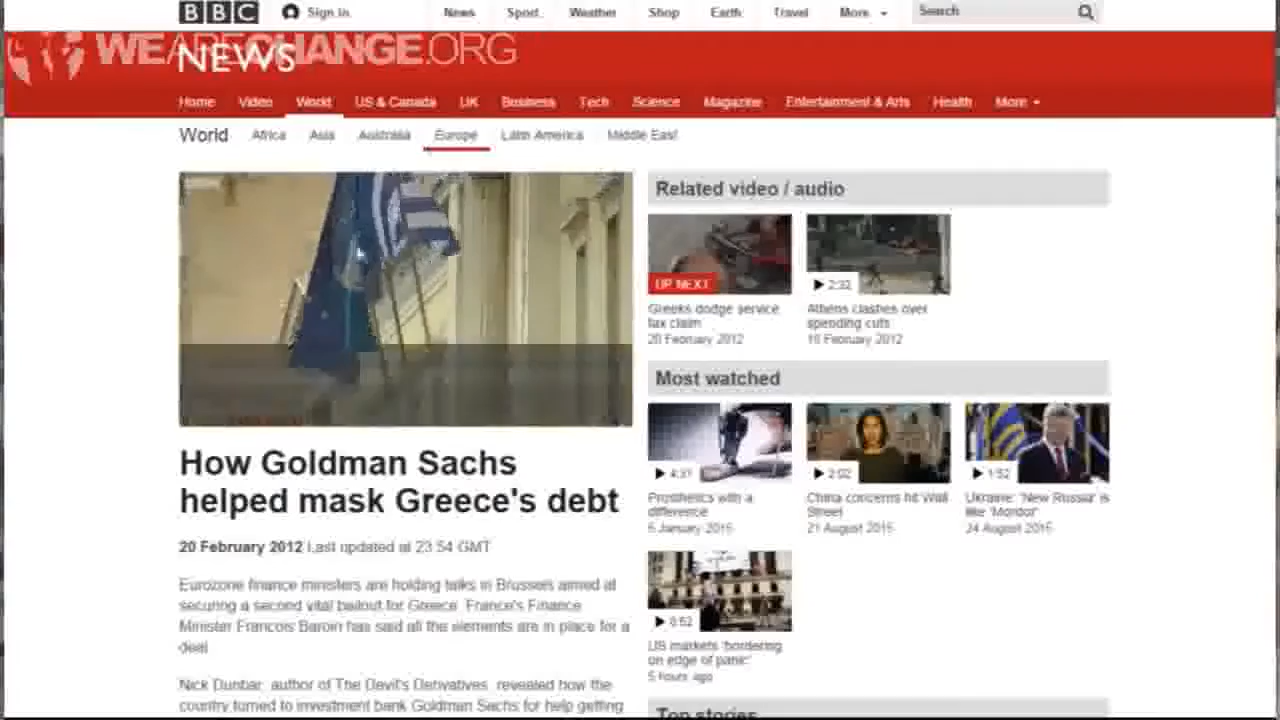 BBC Sign in News Sport Weather Shop Earth Travel More Search
WEARECHANGE.ORG
NEWS
Home Video World US & Canada UK Business Tech Science Magazine Entertainment & Arts Health More
World Africa Asia Australia Europe Latin America Middle East
Related video / audio
UP NEXT
2:32
Greeks dodge service
tax claim
20 February 2012
Athens clashes over
spending cuts
Most watched
4:31
2:02
1:52
Prosthetics with a
difference
5 January 2015
China concerns hit Wall
Street
21 August 2015
Ukraine: 'New Russia' is
like 'Mordor'
24 August 2015
US markets 'bordering
on edge of panic'
5 hours ago
Top stories
How Goldman Sachs
helped mask Greece's debt
20 February 2012 Last updated at 23:54 GMT
Eurozone finance ministers are holding talks in Brussels aimed at
securing a second vital bailout for Greece. France's Finance
Minister Francois Baroin has said all the elements are in place for a
deal.
Nick Dunbar, author of The Devil's Derivatives, revealed how the
country turned to investment bank Goldman Sachs for help getting